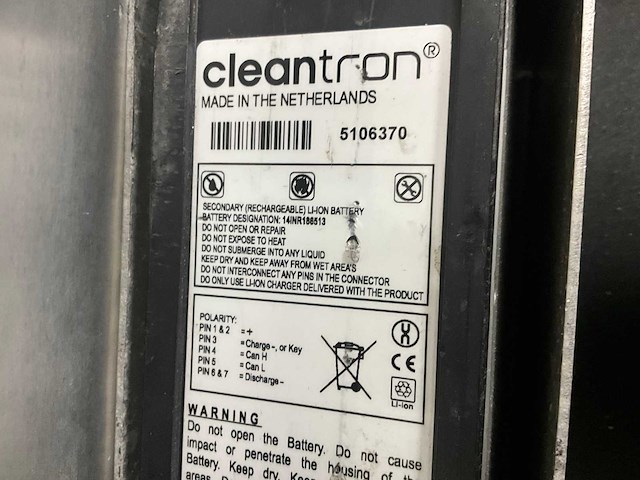 cleantron®
MADE IN THE NETHERLANDS
5106370
SECONDARY (RECHARGEABLE) LI-ION BATTERY
BATTERY DESIGNATION: 14INR186513
DO NOT OPEN OR REPAIR
DO NOT EXPOSE TO HEAT
DO NOT SUBMERGE INTO ANY LIQUID
KEEP DRY AND KEEP AWAY FROM WET AREA'S
DO NOT INTERCONNECT ANY PINS IN THE CONNECTOR
DO ONLY USE LI-ION CHARGER DELIVERED WITH THE PRODUCT
POLARITY:
PIN 1 & 2 = +
PIN 3 = Charge -, or Key
PIN 4 = Can H
PIN 5 = Can L
PIN 6 & 7 = Discharge -
CE
Li-ion
WARNING
Do not open the Battery. Do not cause
impact or penetrate the housing of
Battery. Keep dry.
areas.